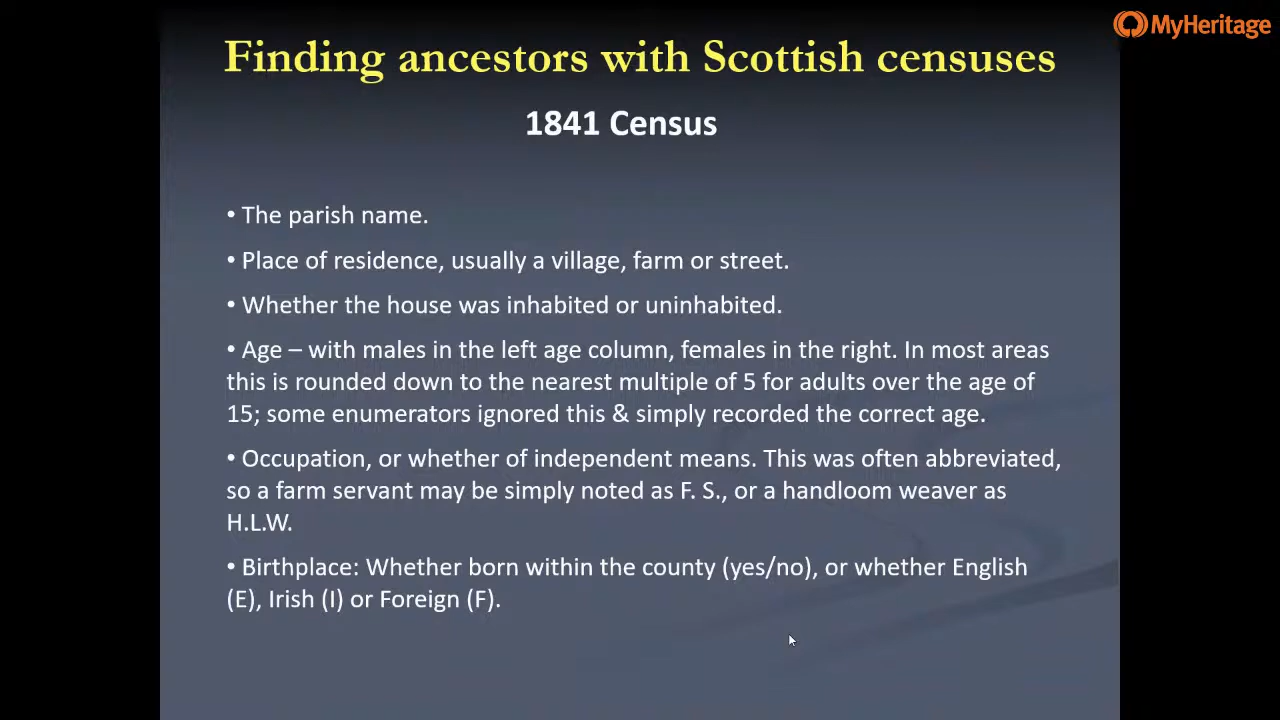 MyHeritage
Finding ancestors with Scottish censuses
1841 Census
• The parish name.
• Place of residence, usually a village, farm or street.
• Whether the house was inhabited or uninhabited.
• Age – with males in the left age column, females in the right. In most areas
this is rounded down to the nearest multiple of 5 for adults over the age of
15; some enumerators ignored this & simply recorded the correct age.
• Occupation, or whether of independent means. This was often abbreviated,
so a farm servant may be simply noted as F. S., or a handloom weaver as
H.L.W.
• Birthplace: Whether born within the county (yes/no), or whether English
(E), Irish (I) or Foreign (F).